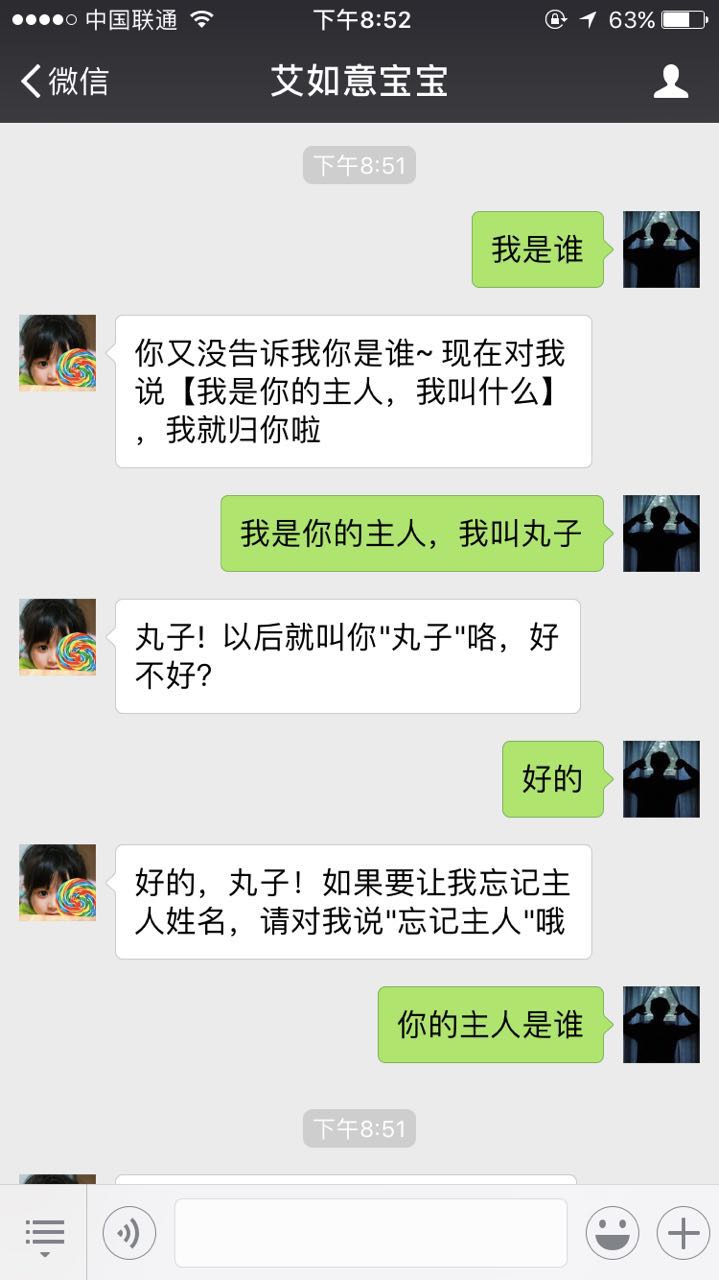 中国联通
下午8:52
63%
微信
艾如意宝宝
下午8:51
我是谁
你又没告诉我你是谁~ 现在对我
说【我是你的主人，我叫什么】
，我就归你啦
我是你的主人，我叫丸子
丸子! 以后就叫你"丸子"咯，好
不好?
好的
好的，丸子！如果要让我忘记主
人姓名，请对我说"忘记主人"哦
你的主人是谁
下午8:51